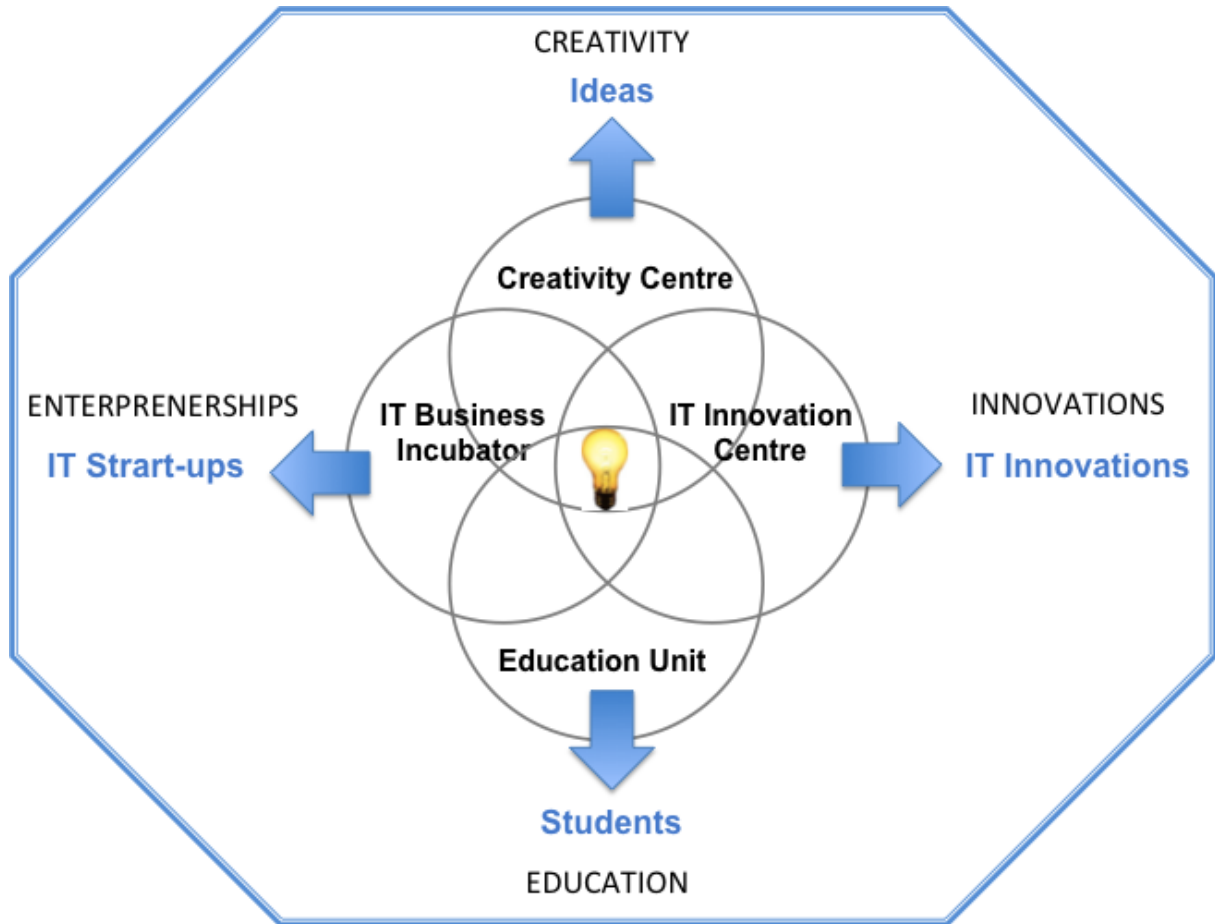 CREATIVITY
Ideas
Creativity Centre
ENTERPRENERSHIPS
IT Strart-ups
IT Business
Incubator
IT Innovation
Centre
INNOVATIONS
IT Innovations
Education Unit
Students
EDUCATION